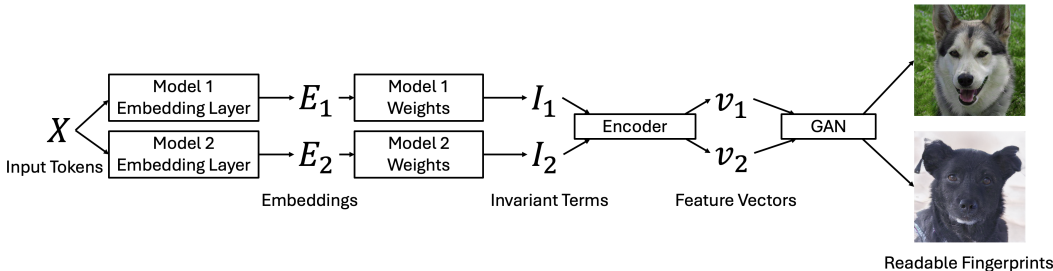 X
Input Tokens
Model 1
Embedding Layer
Model 2
Embedding Layer
E₁
E₂
Embeddings
Model 1
Weights
Model 2
Weights
I₁
I₂
Invariant Terms
Encoder
v₁
v₂
Feature Vectors
GAN
Readable Fingerprints